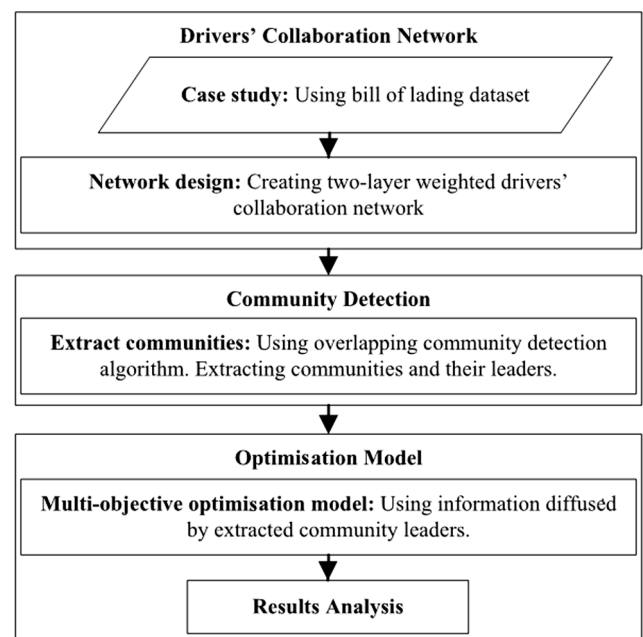 Drivers’ Collaboration Network
Case study: Using bill of lading dataset
Network design: Creating two-layer weighted drivers’
collaboration network
Community Detection
Extract communities: Using overlapping community detection
algorithm. Extracting communities and their leaders.
Optimisation Model
Multi-objective optimisation model: Using information diffused
by extracted community leaders.
Results Analysis